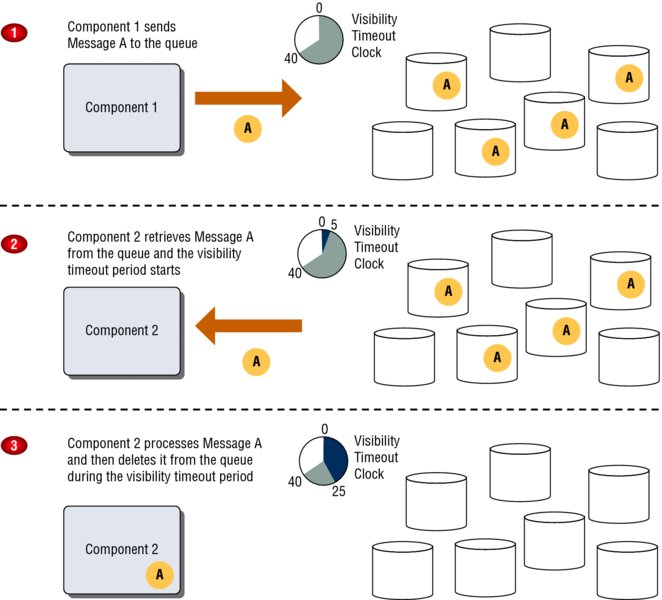 1
Component 1 sends
Message A to the queue
0
40
Visibility
Timeout
Clock
Component 1
A
A
A
A
A
2
Component 2 retrieves Message A
from the queue and the visibility
timeout period starts
0 5
40
Visibility
Timeout
Clock
Component 2
A
A
A
A
A
3
Component 2 processes Message A
and then deletes it from the queue
during the visibility timeout period
0
40
25
Visibility
Timeout
Clock
Component 2
A